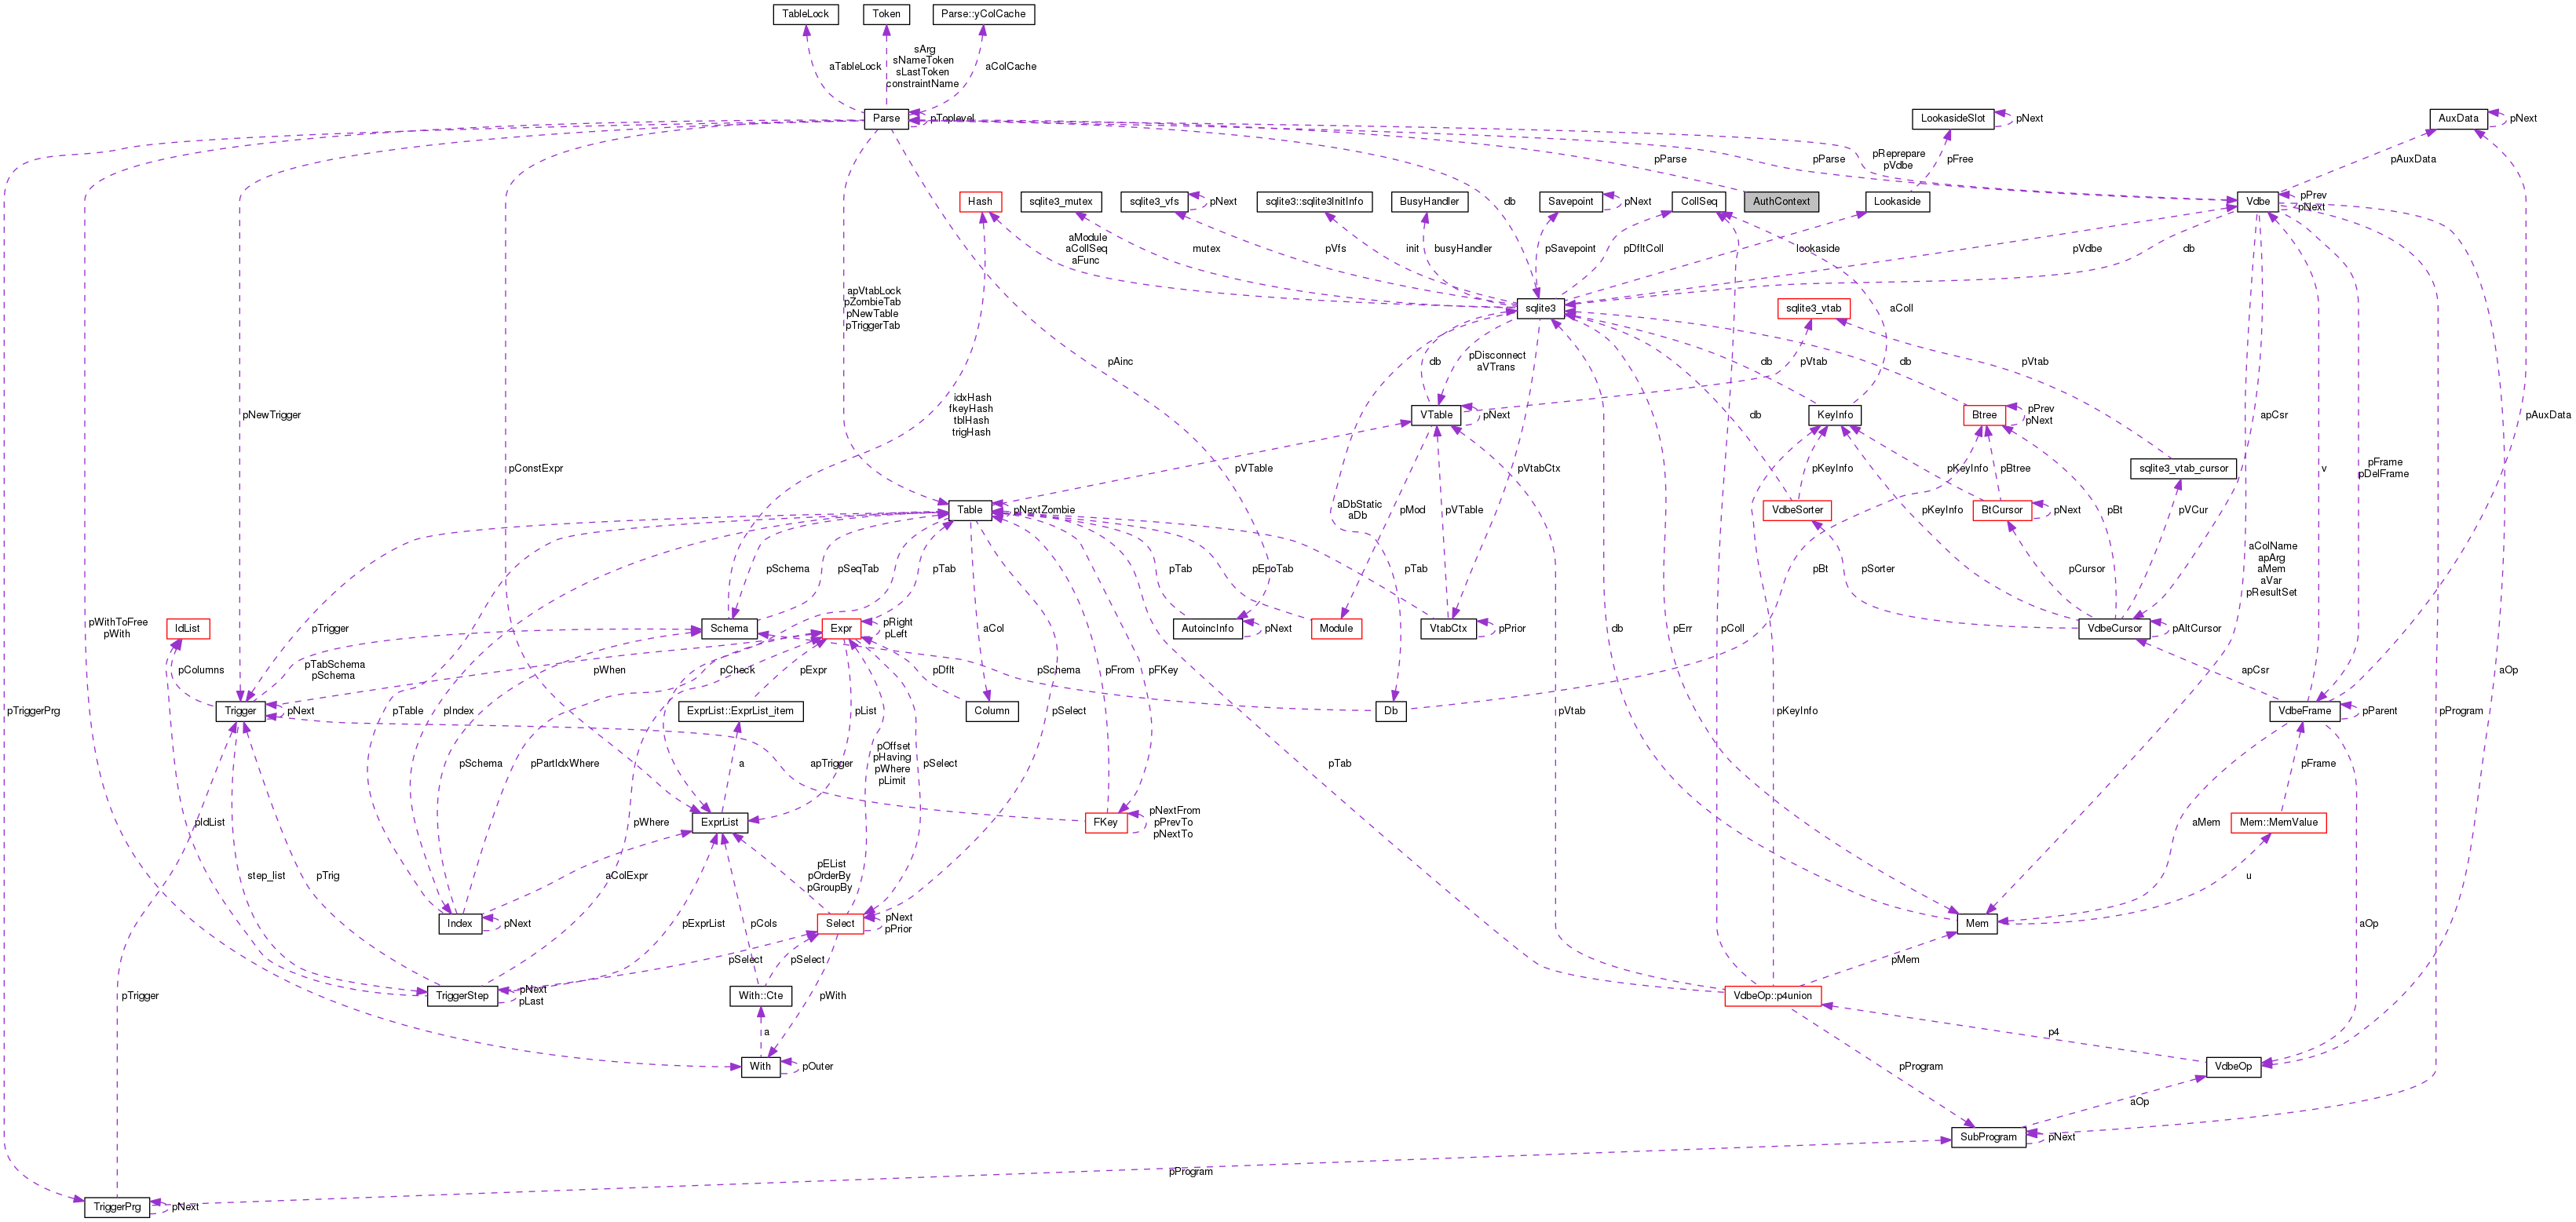 TableLock
Token
Parse::yColCache
aTableLock
sArg
sNameToken
sLastToken
constraintName
aColCache
Parse
pToplevel
LookasideSlot
pNext
AuxData
pNext
pParse
pParse
pReprepare
pVdbe
pFree
pAuxData
Hash
sqlite3_mutex
sqlite3_vfs
pNext
sqlite3::sqlite3InitInfo
BusyHandler
Savepoint
pNext
CollSeq
AuthContext
Lookaside
Vdbe
pPrev
pNext
db
aModule
aCollSeq
aFunc
mutex
pVfs
init
busyHandler
pSavepoint
pDfltColl
lookaside
pVdbe
db
apVtabLock
pZombieTab
pNewTable
pTriggerTab
sqlite3
sqlite3_vtab
aColl
pAinc
db
pDisconnect
aVTrans
pVtab
db
db
pVtab
idxHash
fkeyHash
tblHash
trigHash
pNewTrigger
VTable
pNext
db
KeyInfo
Btree
pPrev
pNext
apCsr
pAuxData
pConstExpr
pVTable
pVtabCtx
pKeyInfo
pKeyInfo
pBtree
sqlite3_vtab_cursor
v
pFrame
pDelFrame
Table
pNextZombie
aDbStatic
aDb
pMod
pVTable
VdbeSorter
pKeyInfo
BtCursor
pNext
pVCur
pBt
pSchema
pSeqTab
pTab
pTab
pEpoTab
pTab
pBt
pSorter
pCursor
aColName
apArg
aMem
aVar
pResultSet
pWithToFree
pWith
IdList
pTrigger
Schema
Expr
pRight
pLeft
aCol
AutoincInfo
pNext
Module
VtabCtx
pPrior
db
pErr
pColl
VdbeCursor
pAltCursor
pColumns
pTabSchema
pSchema
pWhen
pCheck
pExpr
pDflt
pSchema
pFrom
pFKey
apCsr
aOp
pTriggerPrg
Trigger
pNext
pTable
pIndex
ExprList::ExprList_item
pList
Column
pSelect
Db
pVtab
pKeyInfo
VdbeFrame
pParent
pProgram
pSchema
pPartIdxWhere
a
pOffset
pHaving
pWhere
pLimit
pSelect
apTrigger
pTab
pFrame
pIdList
pWhere
ExprList
FKey
pNextFrom
pPrevTo
pNextTo
aMem
Mem::MemValue
step_list
pTrig
aColExpr
pEList
pOrderBy
pGroupBy
u
Index
pNext
pExprList
pCols
Select
pNext
pPrior
Mem
aOp
pSelect
pSelect
pMem
pTrigger
TriggerStep
pNext
pLast
With::Cte
pWith
VdbeOp::p4union
a
p4
With
pOuter
pProgram
VdbeOp
aOp
SubProgram
pNext
pProgram
TriggerPrg
pNext